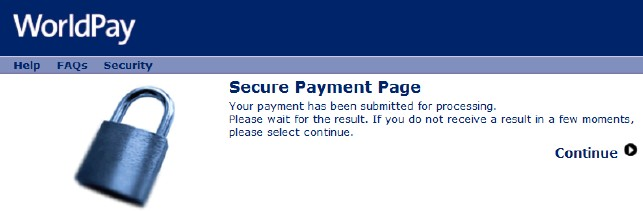 WorldPay
Help FAQs Security
Secure Payment Page
Your payment has been submitted for processing.
Please wait for the result. If you do not receive a result in a few moments,
please select continue.
Continue